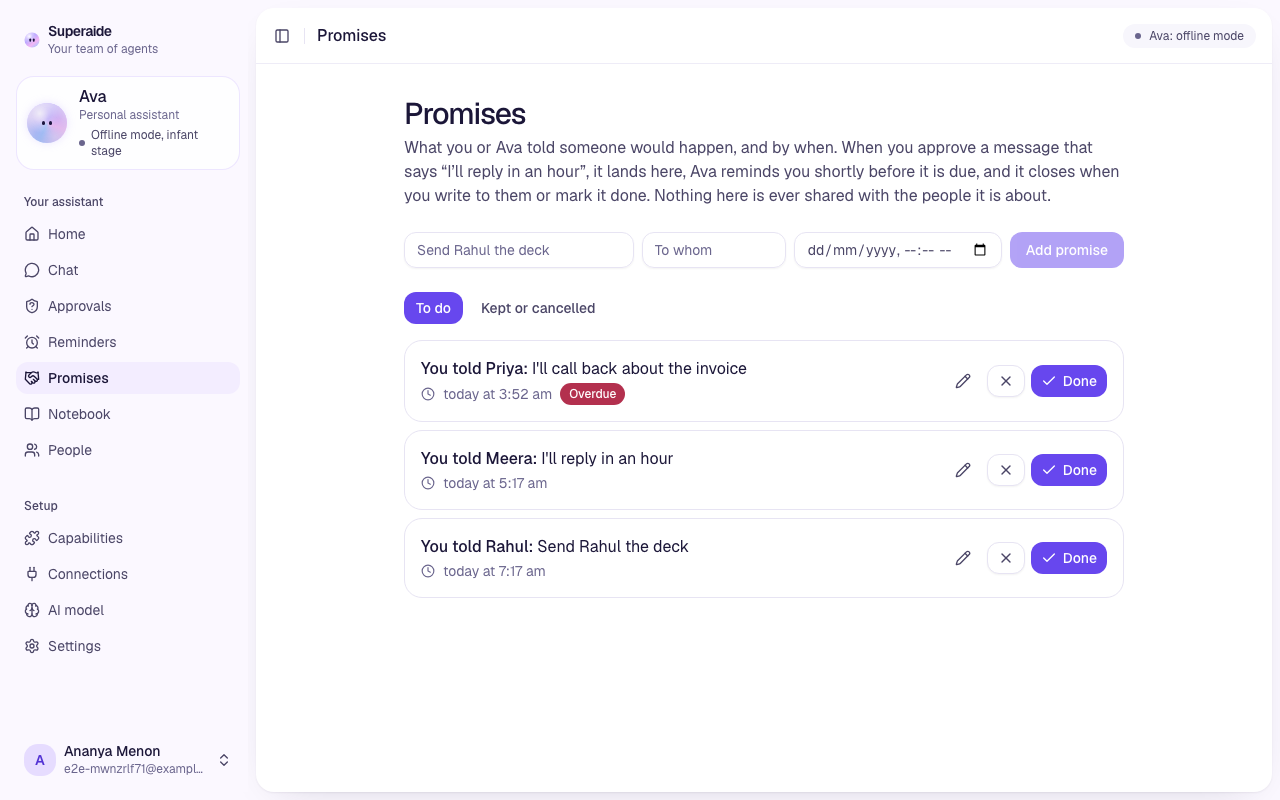 Superaide
Your team of agents
Ava
Personal assistant
Offline mode, infant
stage
Your assistant
Home
Chat
Approvals
Reminders
Promises
Notebook
People
Setup
Capabilities
Connections
AI model
Settings
A
Ananya Menon
e2e-mwnzrlf71@exampl...
Promises
Ava: offline mode
Promises
What you or Ava told someone would happen, and by when. When you approve a message that
says “I’ll reply in an hour”, it lands here, Ava reminds you shortly before it is due, and it closes when
you write to them or mark it done. Nothing here is ever shared with the people it is about.
Send Rahul the deck
To whom
dd/mm/yyyy, --:-- --
Add promise
To do
Kept or cancelled
You told Priya: I'll call back about the invoice
today at 3:52 am
Overdue
Done
You told Meera: I'll reply in an hour
today at 5:17 am
Done
You told Rahul: Send Rahul the deck
today at 7:17 am
Done